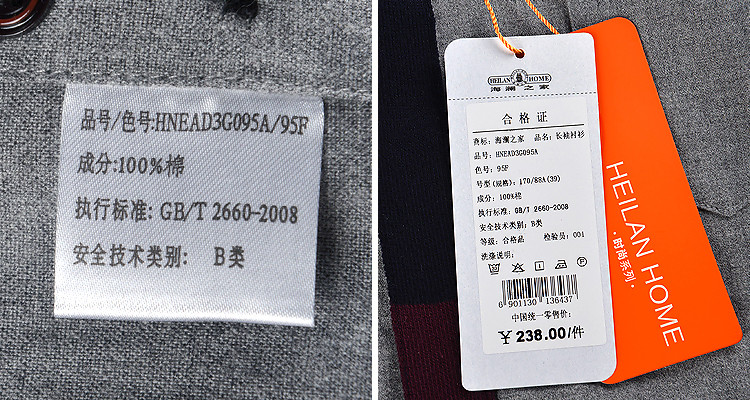 品号/色号:HNEAD3G095A/95F
成分:100%棉
执行标准: GB/T 2660-2008
安全技术类别: B类
HEILAN HOME
海澜之家
合格证
商标: 海澜之家 品名: 长袖衬衫
品号: HNEAD3G095A
色号: 95F
号型(规格): 170/88A(39)
成分: 100%棉
执行标准: GB/T 2660-2008
安全技术类别: B类
等级: 合格品 检验员: 001
洗涤说明:
6 901130 136437
中国统一零售价:
¥ 238.00/件
HEILAN HOME
·时尚系列·